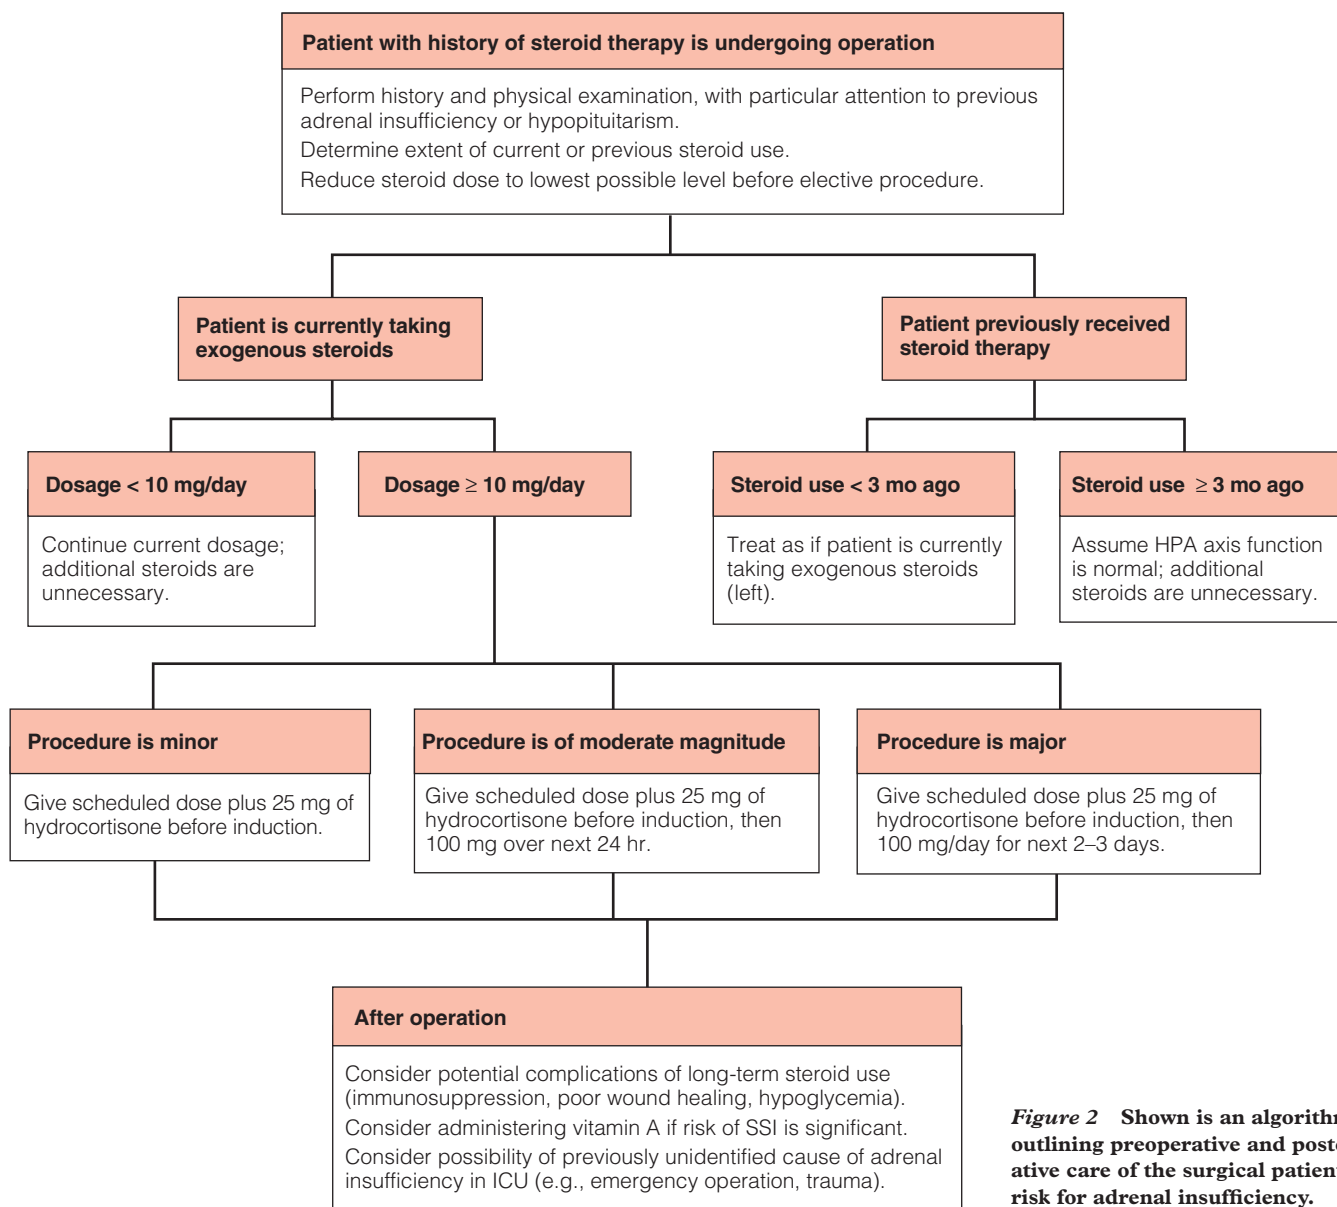 Patient with history of steroid therapy is undergoing operation
Perform history and physical examination, with particular attention to previous
adrenal insufficiency or hypopituitarism.
Determine extent of current or previous steroid use.
Reduce steroid dose to lowest possible level before elective procedure.
Patient is currently taking
exogenous steroids
Patient previously received
steroid therapy
Dosage < 10 mg/day
Continue current dosage;
additional steroids are
unnecessary.
Dosage ≥ 10 mg/day
Steroid use < 3 mo ago
Treat as if patient is currently
taking exogenous steroids
(left).
Steroid use ≥ 3 mo ago
Assume HPA axis function
is normal; additional
steroids are unnecessary.
Procedure is minor
Give scheduled dose plus 25 mg of
hydrocortisone before induction.
Procedure is of moderate magnitude
Give scheduled dose plus 25 mg of
hydrocortisone before induction, then
100 mg over next 24 hr.
Procedure is major
Give scheduled dose plus 25 mg of
hydrocortisone before induction, then
100 mg/day for next 2–3 days.
After operation
Consider potential complications of long-term steroid use
(immunosuppression, poor wound healing, hypoglycemia).
Consider administering vitamin A if risk of SSI is significant.
Consider possibility of previously unidentified cause of adrenal
insufficiency in ICU (e.g., emergency operation, trauma).
Figure 2 Shown is an algorithm
outlining preoperative and poste
ative care of the surgical patient
risk for adrenal insufficiency.